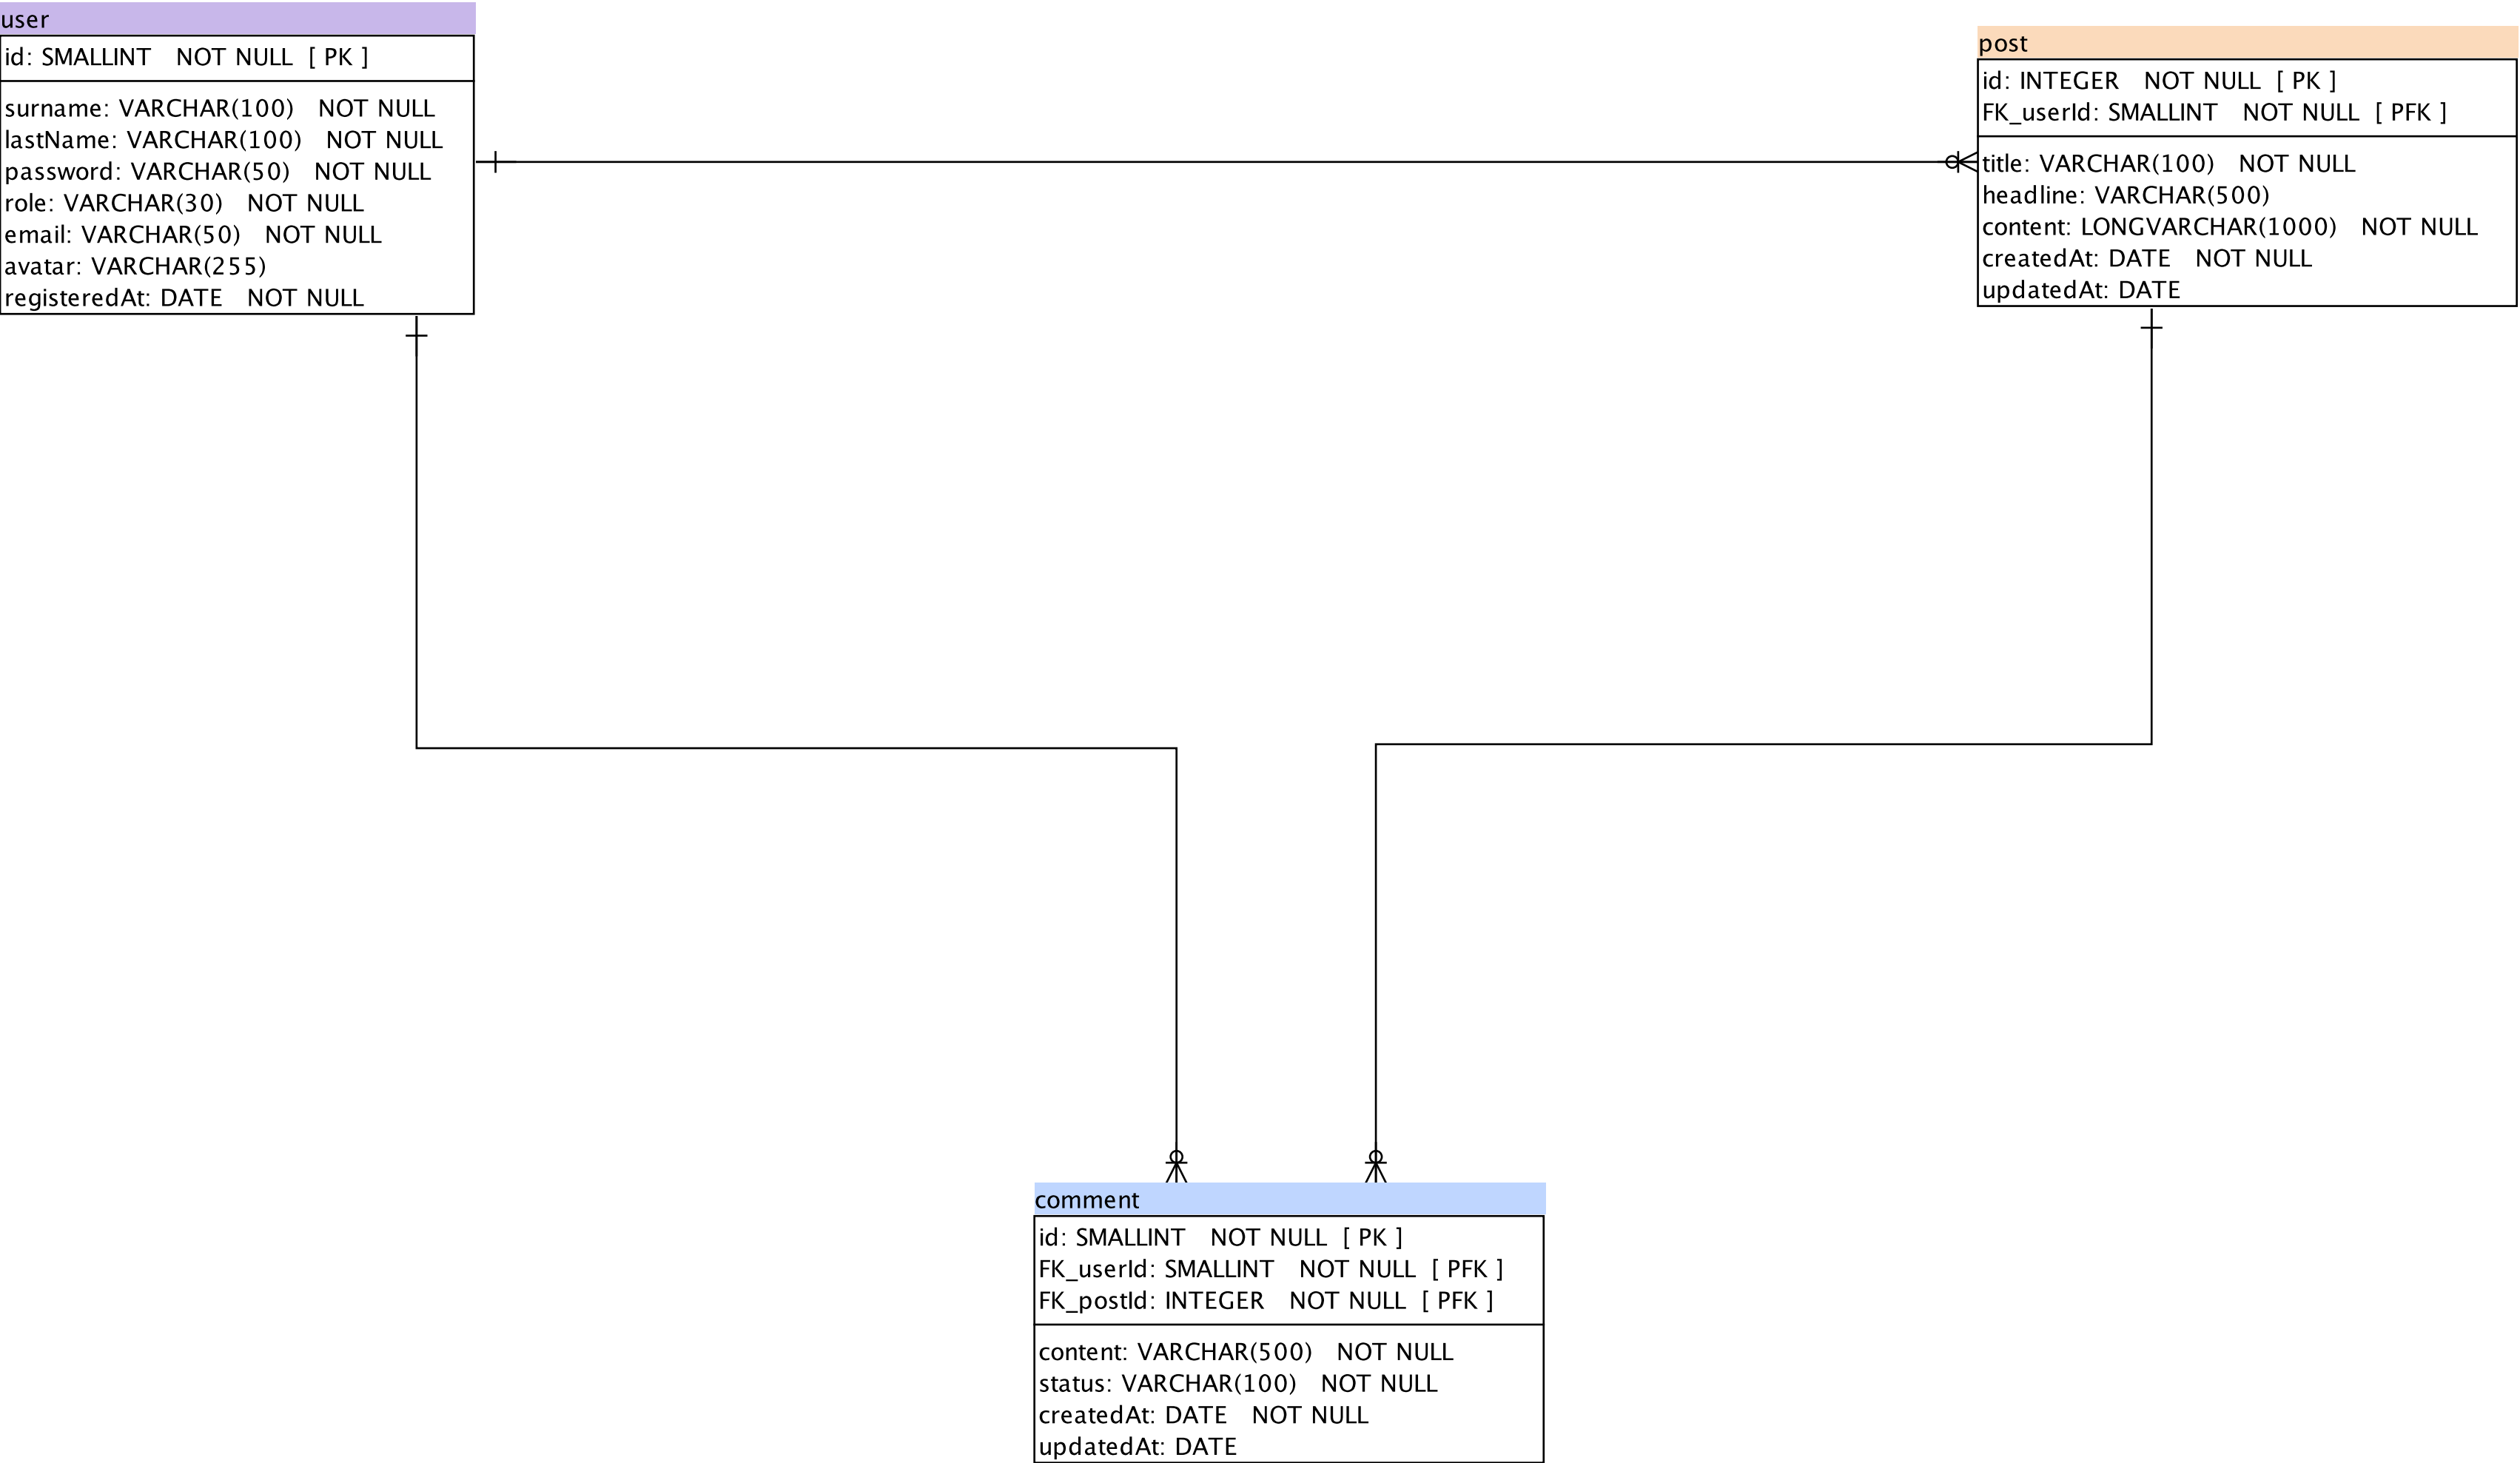 user
id: SMALLINT NOT NULL [ PK ]
surname: VARCHAR(100) NOT NULL
lastName: VARCHAR(100) NOT NULL
password: VARCHAR(50) NOT NULL
role: VARCHAR(30) NOT NULL
email: VARCHAR(50) NOT NULL
avatar: VARCHAR(255)
registeredAt: DATE NOT NULL
post
id: INTEGER NOT NULL [ PK ]
FK_userId: SMALLINT NOT NULL [ PFK ]
title: VARCHAR(100) NOT NULL
headline: VARCHAR(500)
content: LONGVARCHAR(1000) NOT NULL
createdAt: DATE NOT NULL
updatedAt: DATE
comment
id: SMALLINT NOT NULL [ PK ]
FK_userId: SMALLINT NOT NULL [ PFK ]
FK_postId: INTEGER NOT NULL [ PFK ]
content: VARCHAR(500) NOT NULL
status: VARCHAR(100) NOT NULL
createdAt: DATE NOT NULL
updatedAt: DATE